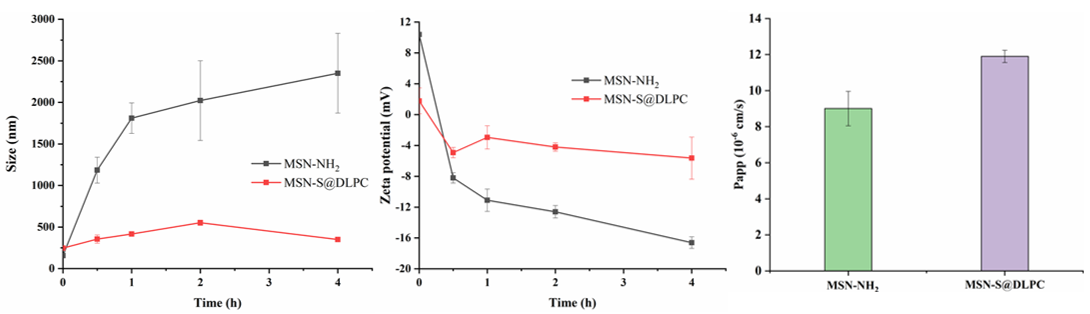 3000
2500
2000
1500
1000
500
0
Size (nm)
MSN-NH₂
MSN-S@DLPC
0 1 2 3 4
Time (h)
12
8
4
0
-4
-8
-12
-16
-20
Zeta potential (mV)
MSN-NH₂
MSN-S@DLPC
0 1 2 3 4
Time (h)
14
12
10
8
6
4
2
0
Papp (10⁻⁶ cm/s)
MSN-NH₂ MSN-S@DLPC